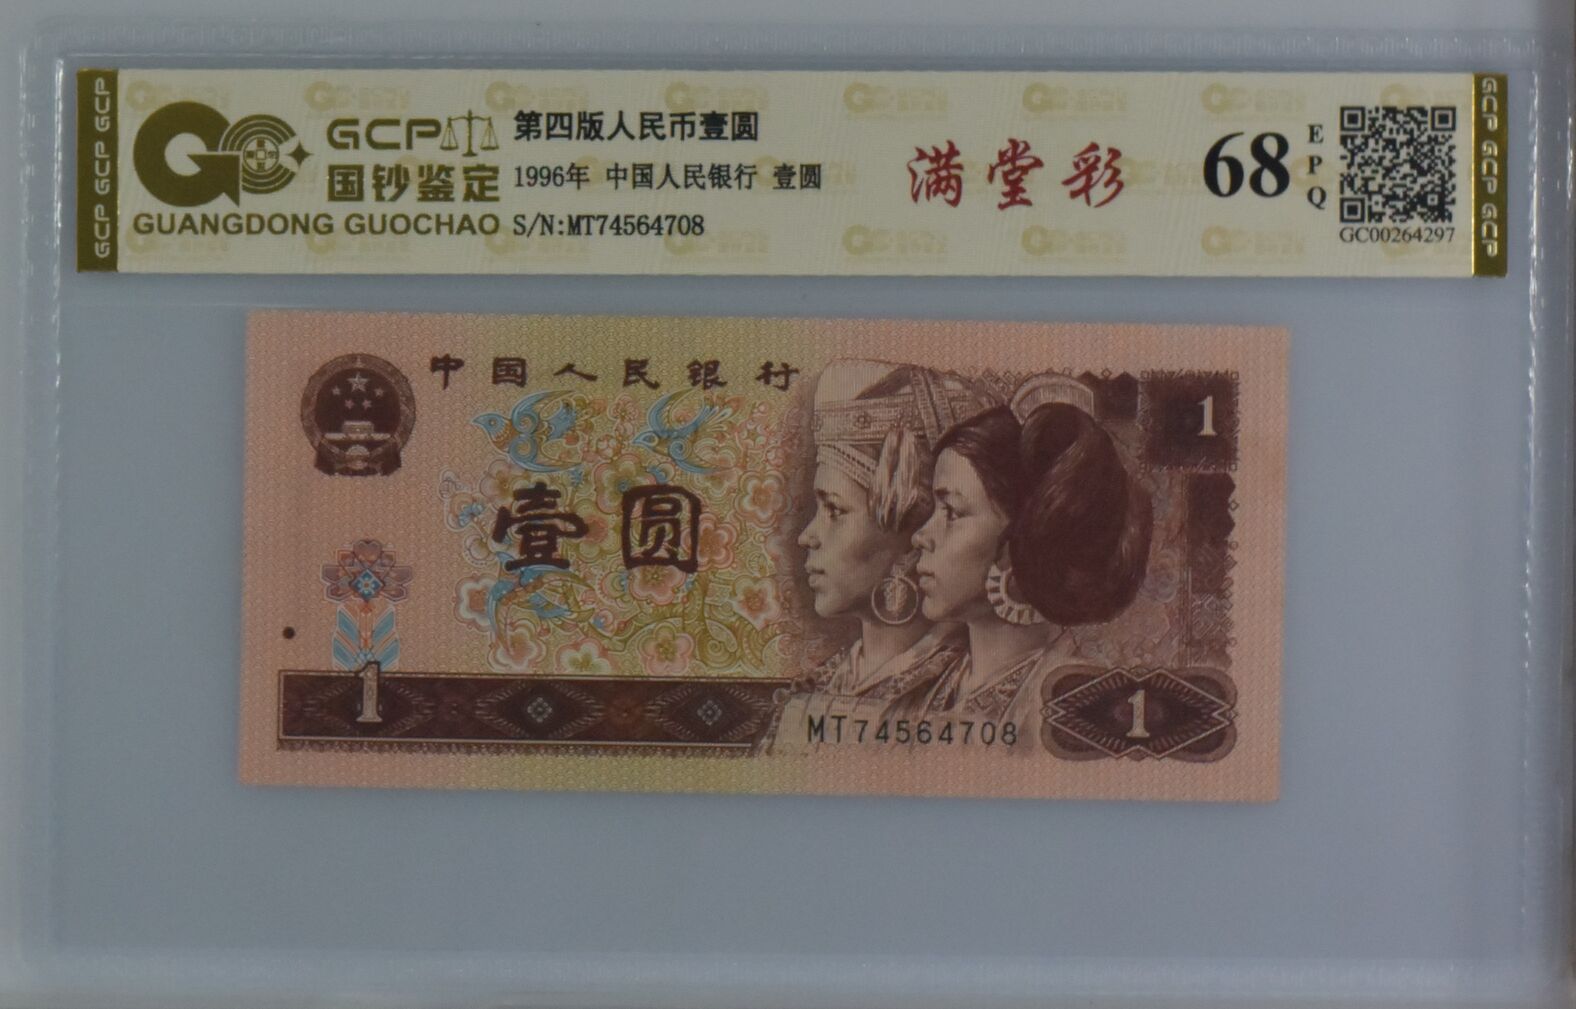 GCP GCP GCP
GCP
国钞鉴定
GUANGDONG GUOCHAO
第四版人民币壹圆
1996年 中国人民银行 壹圆
S/N:MT74564708
满堂彩
68
EPQ
GC00264297
GCP GCP GCP
中国人民银行
1
壹圆
1
MT74564708
1